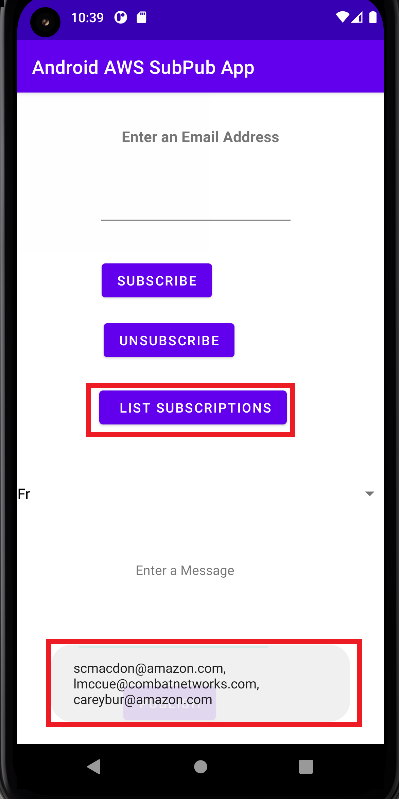 10:39
Android AWS SubPub App
Enter an Email Address
SUBSCRIBE
UNSUBSCRIBE
LIST SUBSCRIPTIONS
Fr
Enter a Message
scmacdon@amazon.com,
lmccue@combatnetworks.com,
careybur@amazon.com